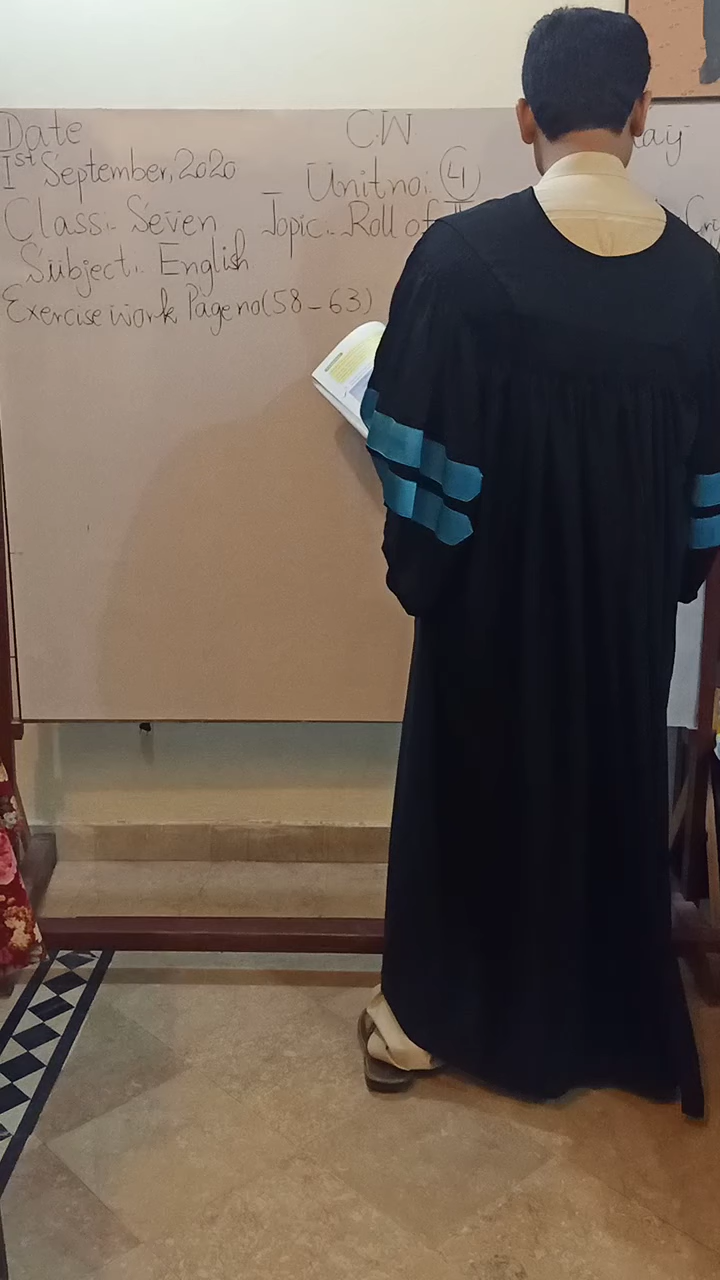 Date C.W
1st September, 2020 Unit no: (4)
Class:- Seven Topic:- Roll of
Subject:- English
Exercise work Page no (58-63)